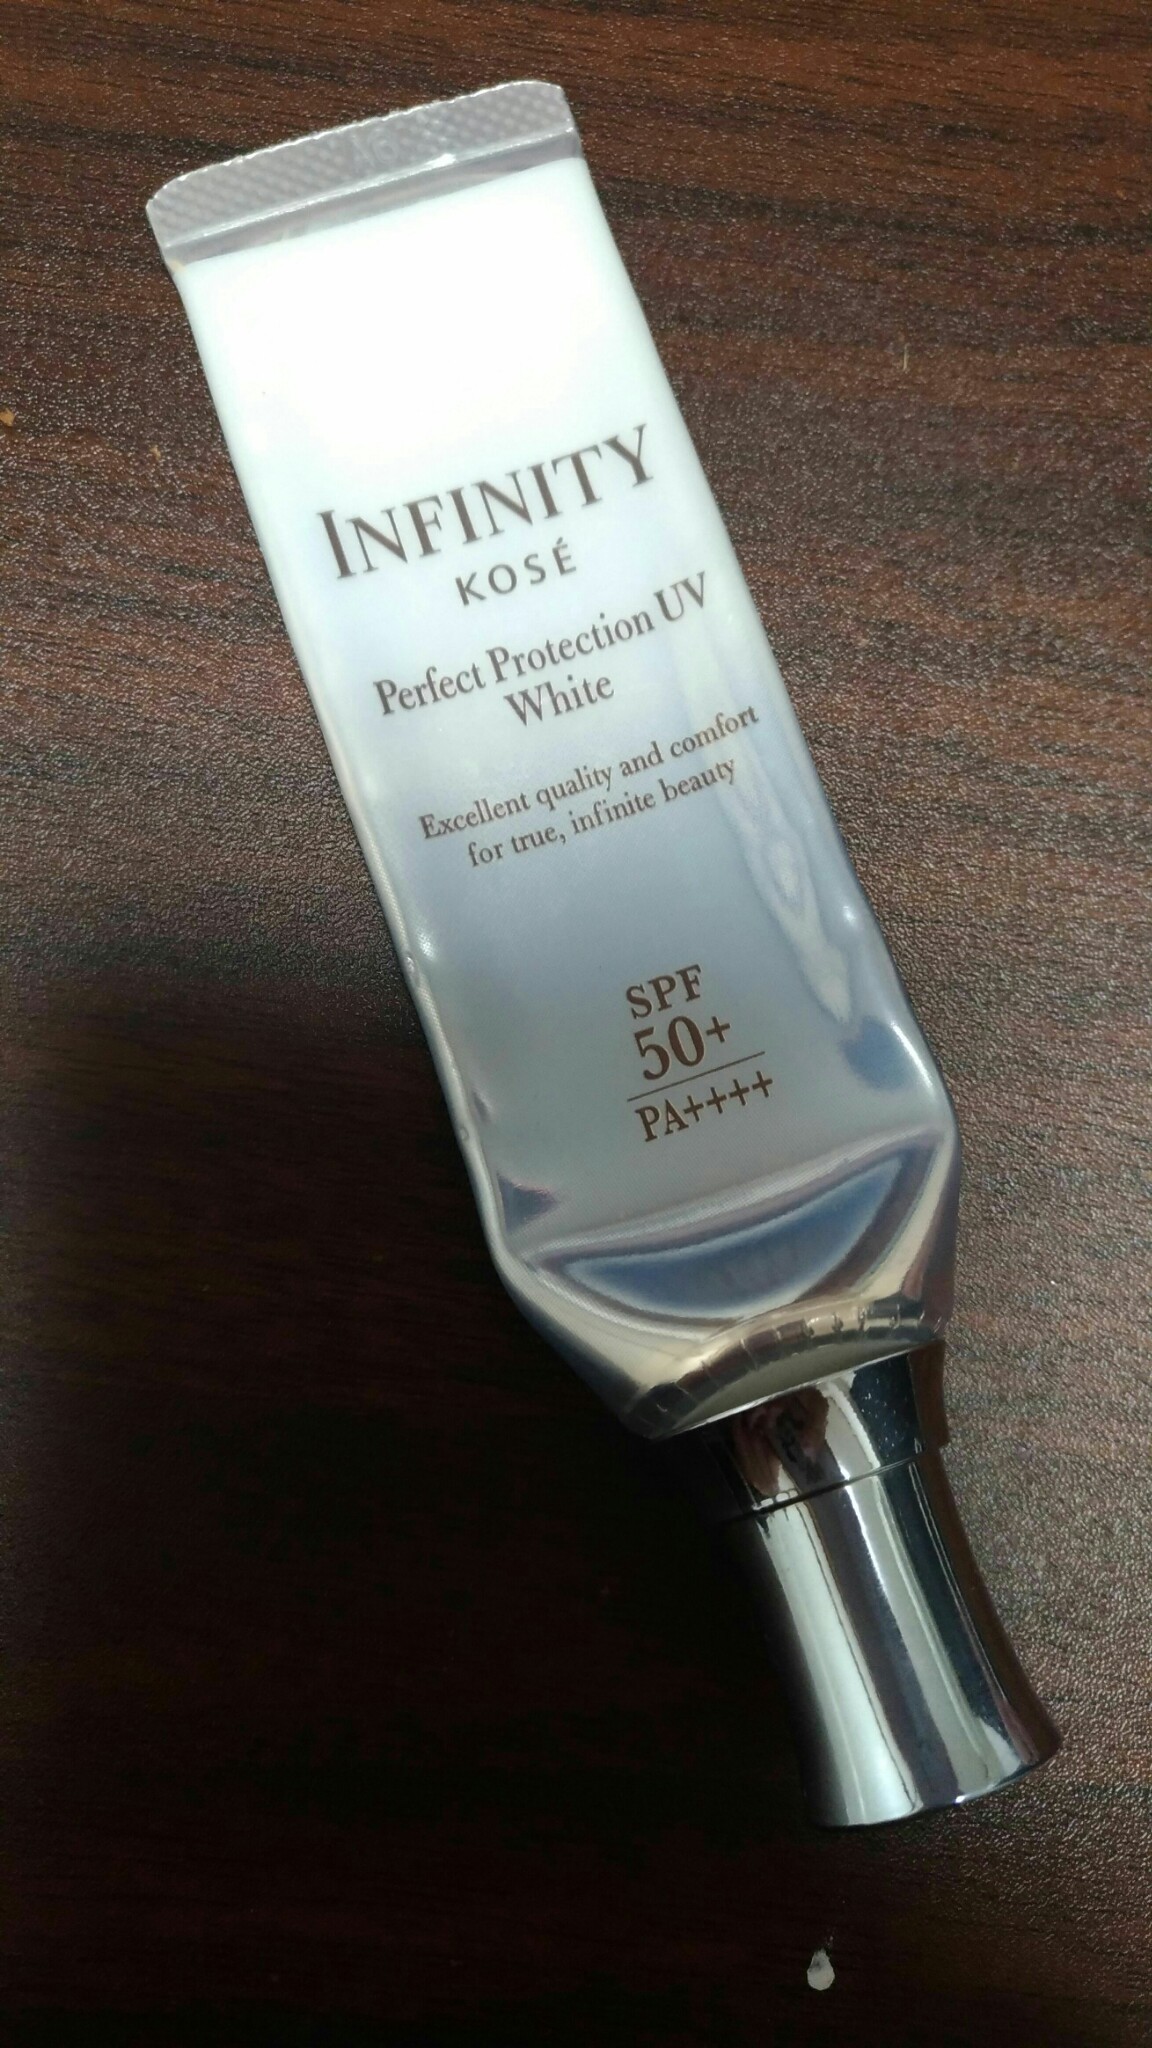 INFINITY
KOSÉ
Perfect Protection UV
White
Excellent quality and comfort
for true, infinite beauty
SPF
50+
PA++++